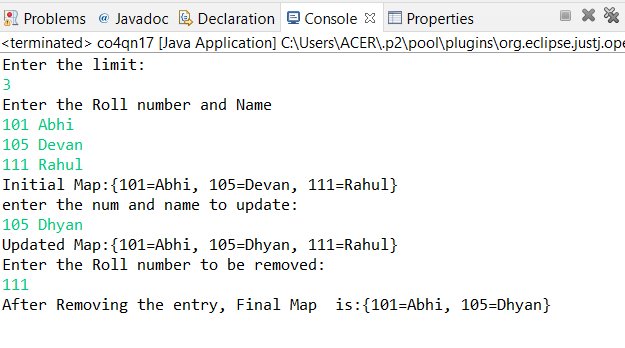 Problems @ Javadoc Declaration Console Properties
<terminated> co4qn17 [Java Application] C:\Users\ACER\.p2\pool\plugins\org.eclipse.justj.ope
Enter the limit:
3
Enter the Roll number and Name
101 Abhi
105 Devan
111 Rahul
Initial Map:{101=Abhi, 105=Devan, 111=Rahul}
enter the num and name to update:
105 Dhyan
Updated Map:{101=Abhi, 105=Dhyan, 111=Rahul}
Enter the Roll number to be removed:
111
After Removing the entry, Final Map  is:{101=Abhi, 105=Dhyan}